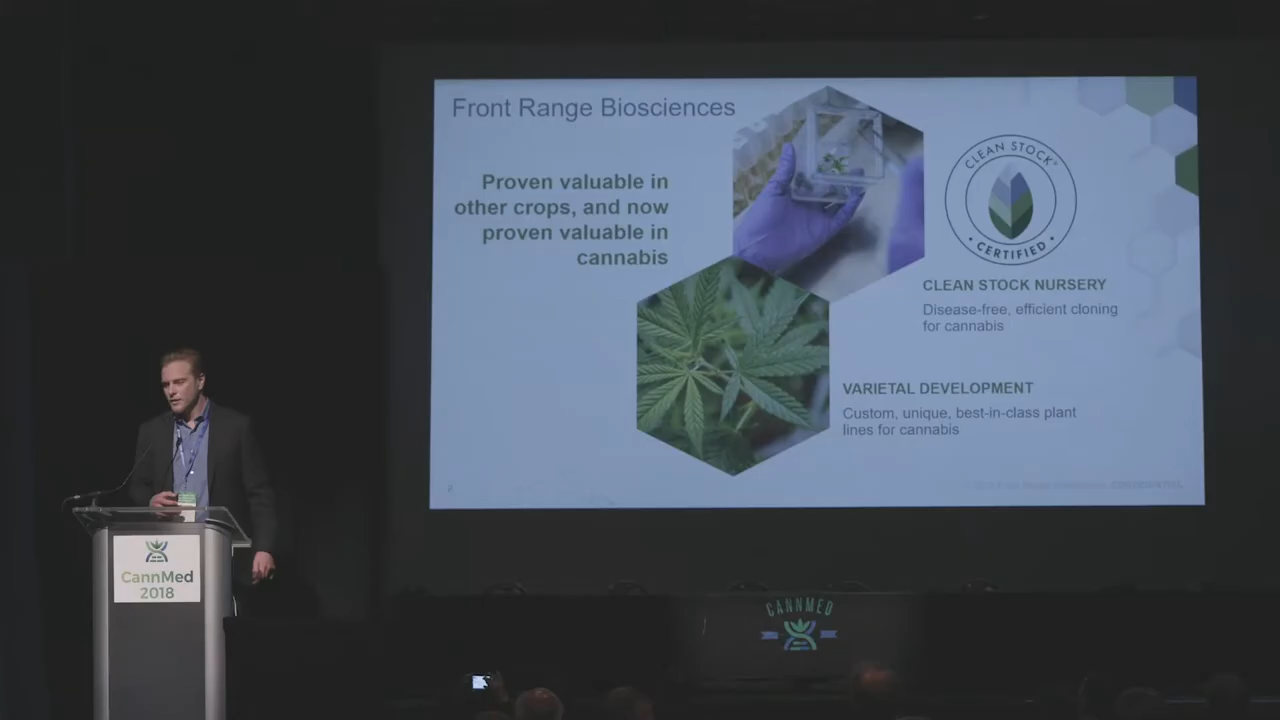 Front Range Biosciences
Proven valuable in
other crops, and now
proven valuable in
cannabis
CLEAN STOCK
CERTIFIED
CLEAN STOCK NURSERY
Disease-free, efficient cloning
for cannabis
VARIETAL DEVELOPMENT
Custom, unique, best-in-class plant
lines for cannabis
CONFIDENTIAL
CannMed
2018
CANNMED